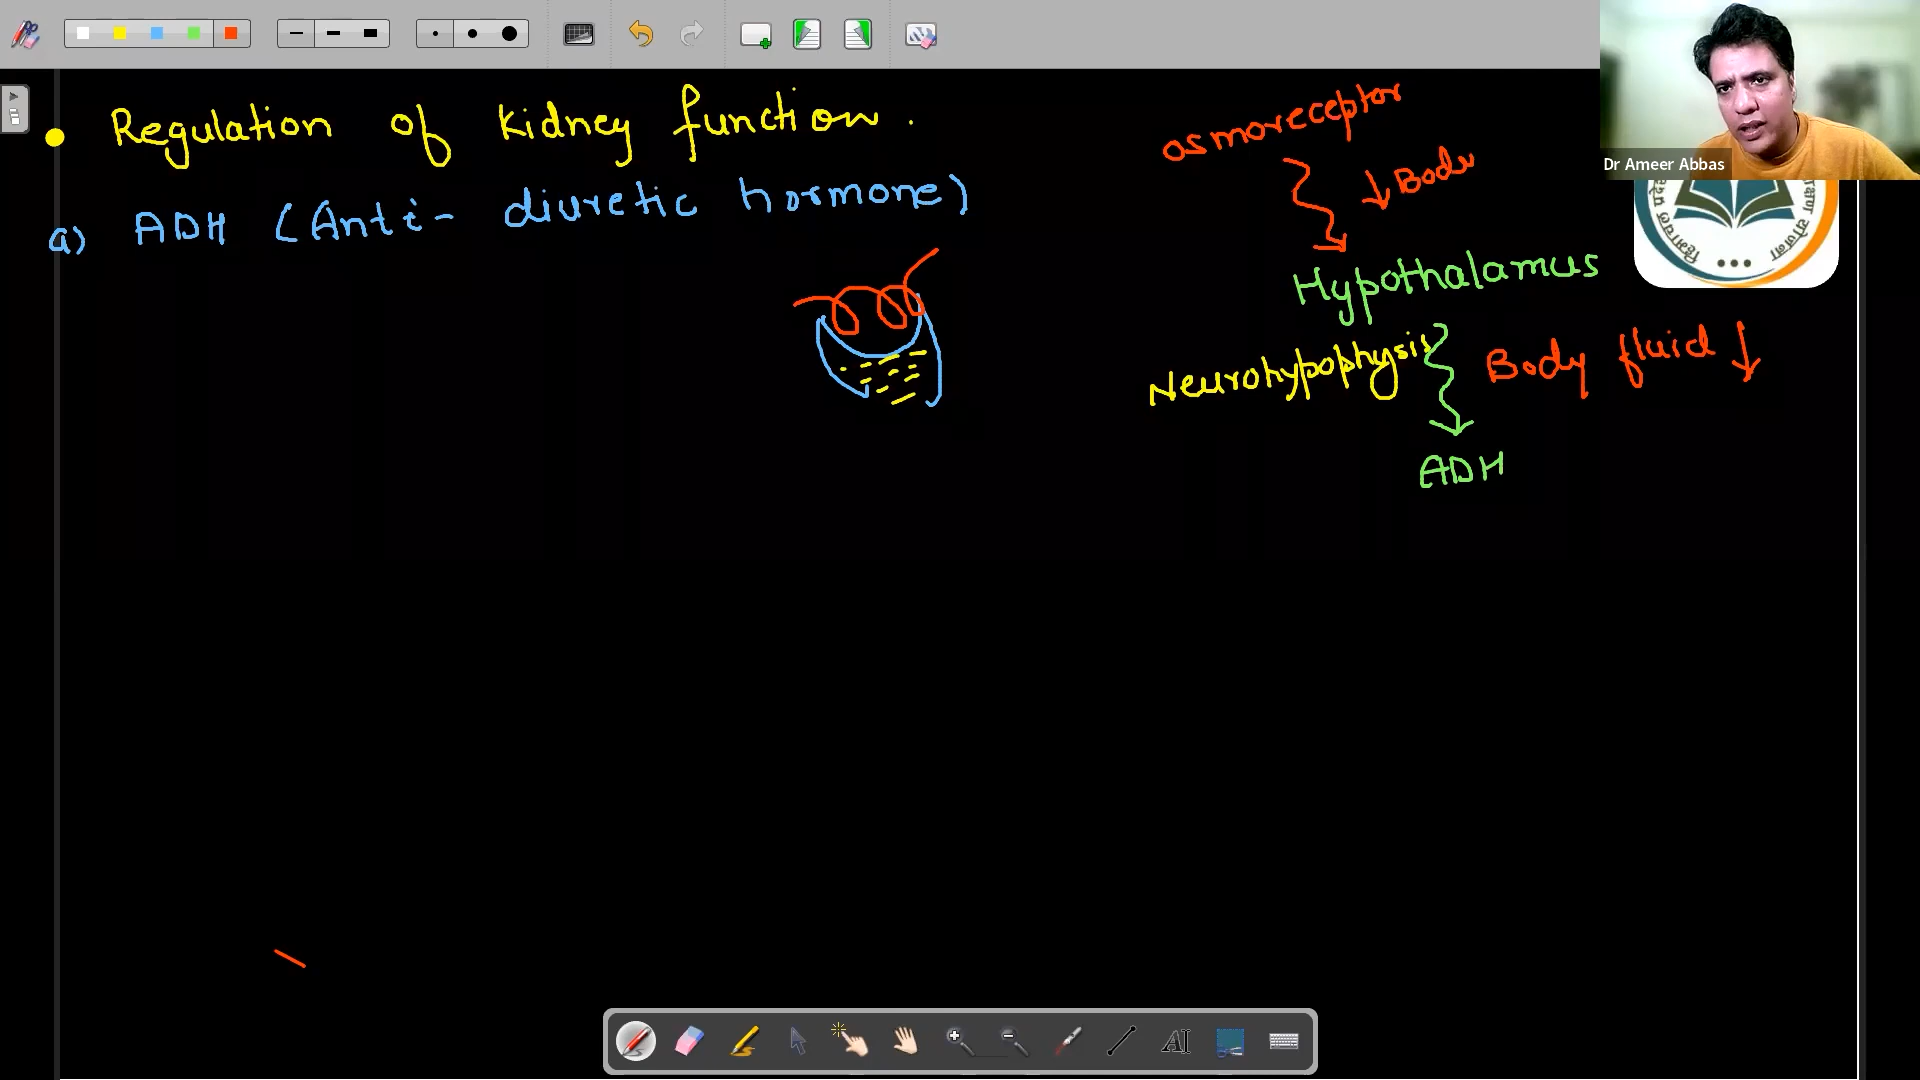 Regulation of kidney function.
a) ADH (Anti-diuretic hormone)
osmoreceptor
↓ Body
Hypothalamus
Neurohypophysis
Body fluid ↓
ADH
Dr Ameer Abbas